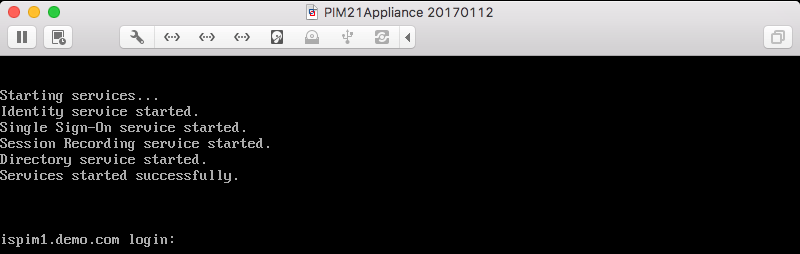 PIM21Appliance 20170112
Starting services...
Identity service started.
Single Sign-On service started.
Session Recording service started.
Directory service started.
Services started successfully.
ispim1.demo.com login: